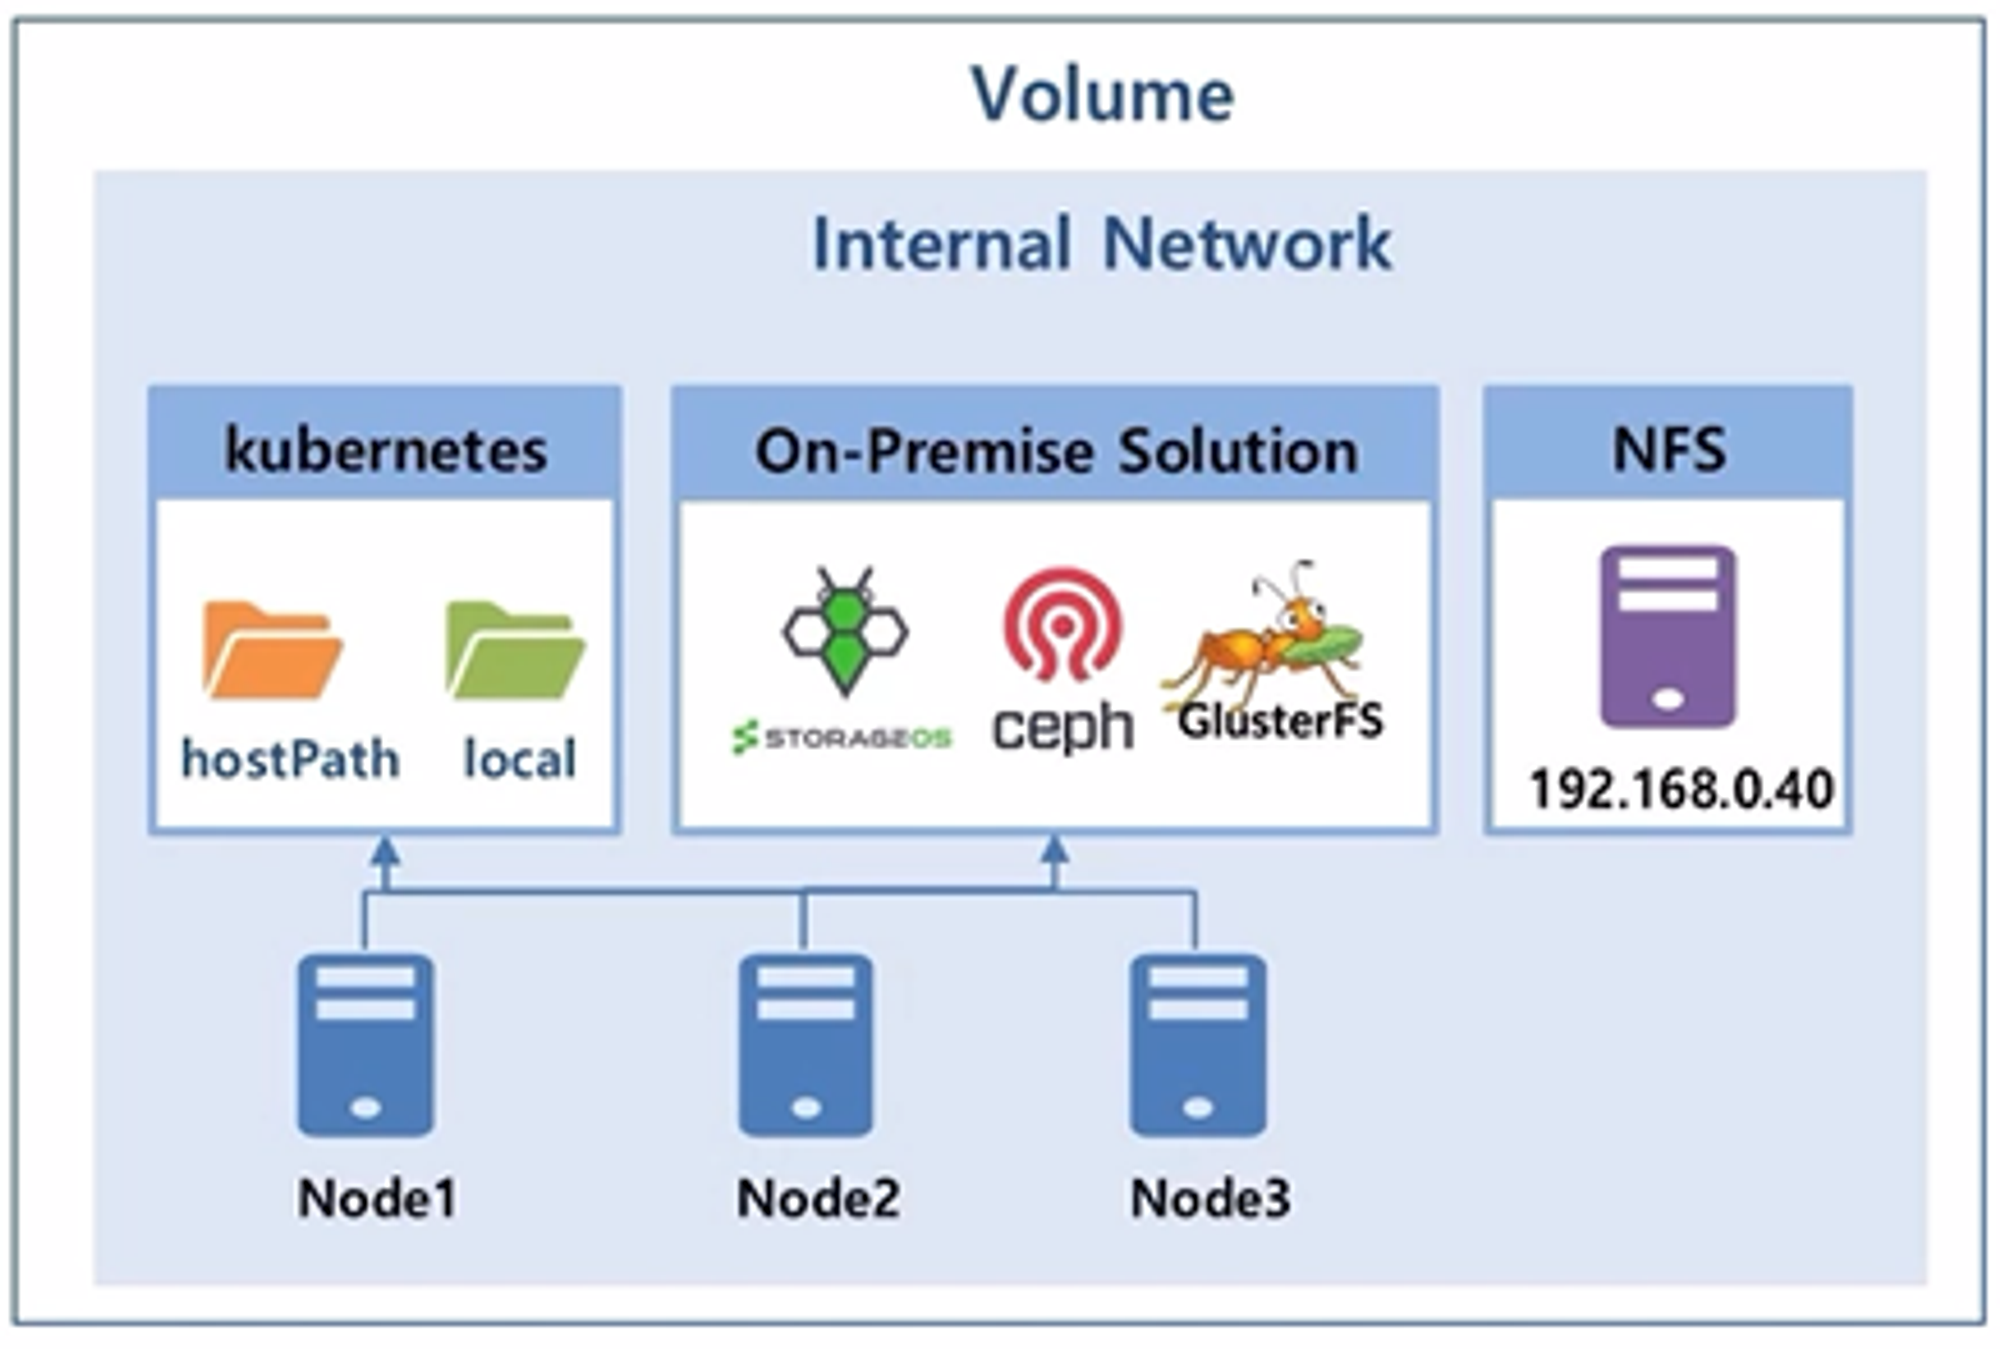 Volume
Internal Network
kubernetes
hostPath
local
On-Premise Solution
STORAGEOS
ceph
GlusterFS
NFS
192.168.0.40
Node1
Node2
Node3